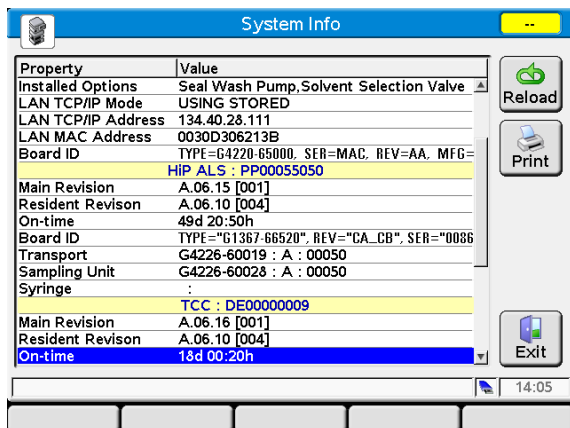 System Info
--
Property Value
Installed Options Seal Wash Pump,Solvent Selection Valve
LAN TCP/IP Mode USING STORED
LAN TCP/IP Address 134.40.28.111
LAN MAC Address 0030D306213B
Board ID TYPE=G4220-65000, SER=MAC, REV=AA, MFG=
HiP ALS : PP00055050
Main Revision A.06.15 [001]
Resident Revison A.06.10 [004]
On-time 49d 20:50h
Board ID TYPE="G1367-66520", REV="CA_CB", SER="0086
Transport G4226-60019 : A : 00050
Sampling Unit G4226-60028 : A : 00050
Syringe :
TCC : DE00000009
Main Revision A.06.16 [001]
Resident Revison A.06.10 [004]
On-time 18d 00:20h
Reload
Print
Exit
14:05